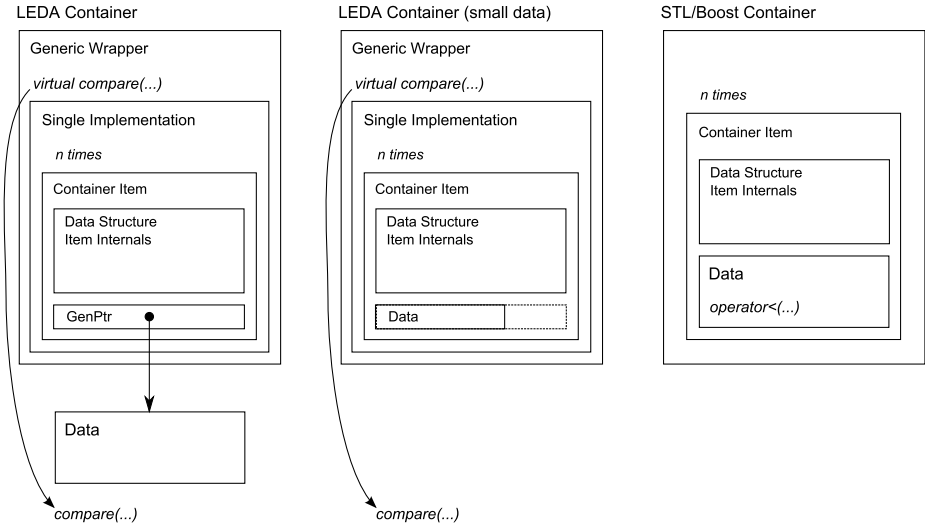 LEDA Container
Generic Wrapper
virtual compare(...)
Single Implementation
n times
Container Item
Data Structure
Item Internals
GenPtr
Data
compare(...)
LEDA Container (small data)
Generic Wrapper
virtual compare(...)
Single Implementation
n times
Container Item
Data Structure
Item Internals
Data
compare(...)
STL/Boost Container
n times
Container Item
Data Structure
Item Internals
Data
operator<(...)